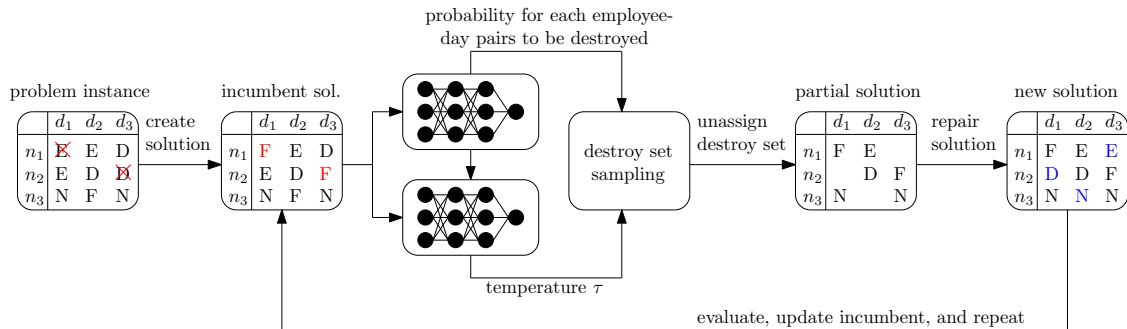 probability for each employee-
day pairs to be destroyed
problem instance
d1 d2 d3
n1 E E D
n2 E D D
n3 N F N
create
solution
incumbent sol.
d1 d2 d3
n1 F E D
n2 E D F
n3 N F N
destroy set
sampling
temperature τ
unassign
destroy set
partial solution
d1 d2 d3
n1 F E
n2 D F
n3 N N
repair
solution
new solution
d1 d2 d3
n1 F E E
n2 D D F
n3 N N N
evaluate, update incumbent, and repeat